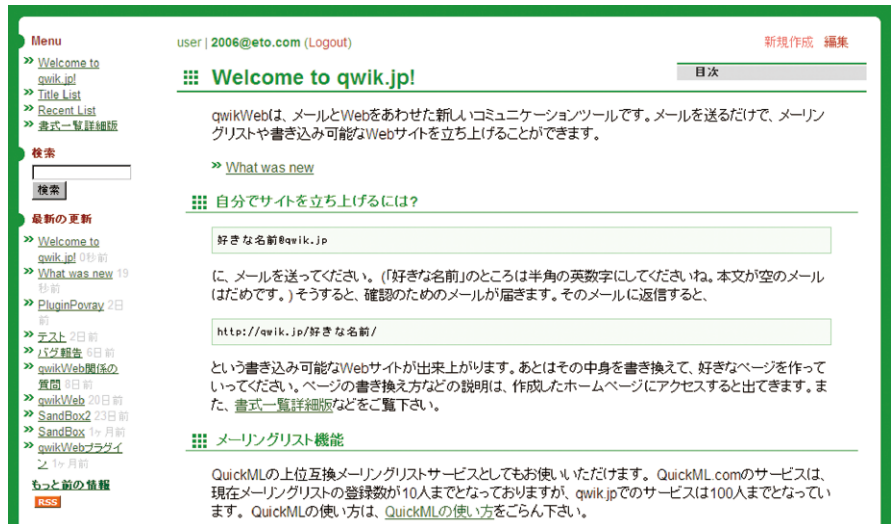 Menu
» Welcome to
qwik.jp!
» Title List
» Recent List
» 書式一覧詳細版
検索
検索
最新の更新
» Welcome to
qwik.jp! 0秒前
» What was new 19
秒前
» PluginPovray 2日
前
» テスト 2日前
» バグ報告 6日前
» qwikWeb関係の
質問 8日前
» qwikWeb 20日前
» SandBox2 23日前
» SandBox 1ヶ月前
» qwikWebプラグイ
ン 1ヶ月前
もっと前の情報
RSS
user | 2006@eto.com (Logout)
新規作成 編集
Welcome to qwik.jp!
目次
qwikWebは、メールとWebをあわせた新しいコミュニケーションツールです。メールを送るだけで、メーリン
グリストや書き込み可能なWebサイトを立ち上げることができます。
» What was new
自分でサイトを立ち上げるには?
好きな名前@qwik.jp
に、メールを送ってください。(「好きな名前」のところは半角の英数字にしてくださいね。本文が空のメール
はだめです。)そうすると、確認のためのメールが届きます。そのメールに返信すると、
http://qwik.jp/好きな名前/
という書き込み可能なWebサイトが出来上がります。あとはその中身を書き換えて、好きなページを作って
いってください。ページの書き換え方などの説明は、作成したホームページにアクセスすると出てきます。ま
た、書式一覧詳細版などをご覧下さい。
メーリングリスト機能
QuickMLの上位互換メーリングリストサービスとしてもお使いいただけます。QuickML.comのサービスは、
現在メーリングリストの登録数が10人までとなっておりますが、qwik.jpでのサービスは100人までとなってい
ます。QuickMLの使い方は、QuickMLの使い方をごらん下さい。